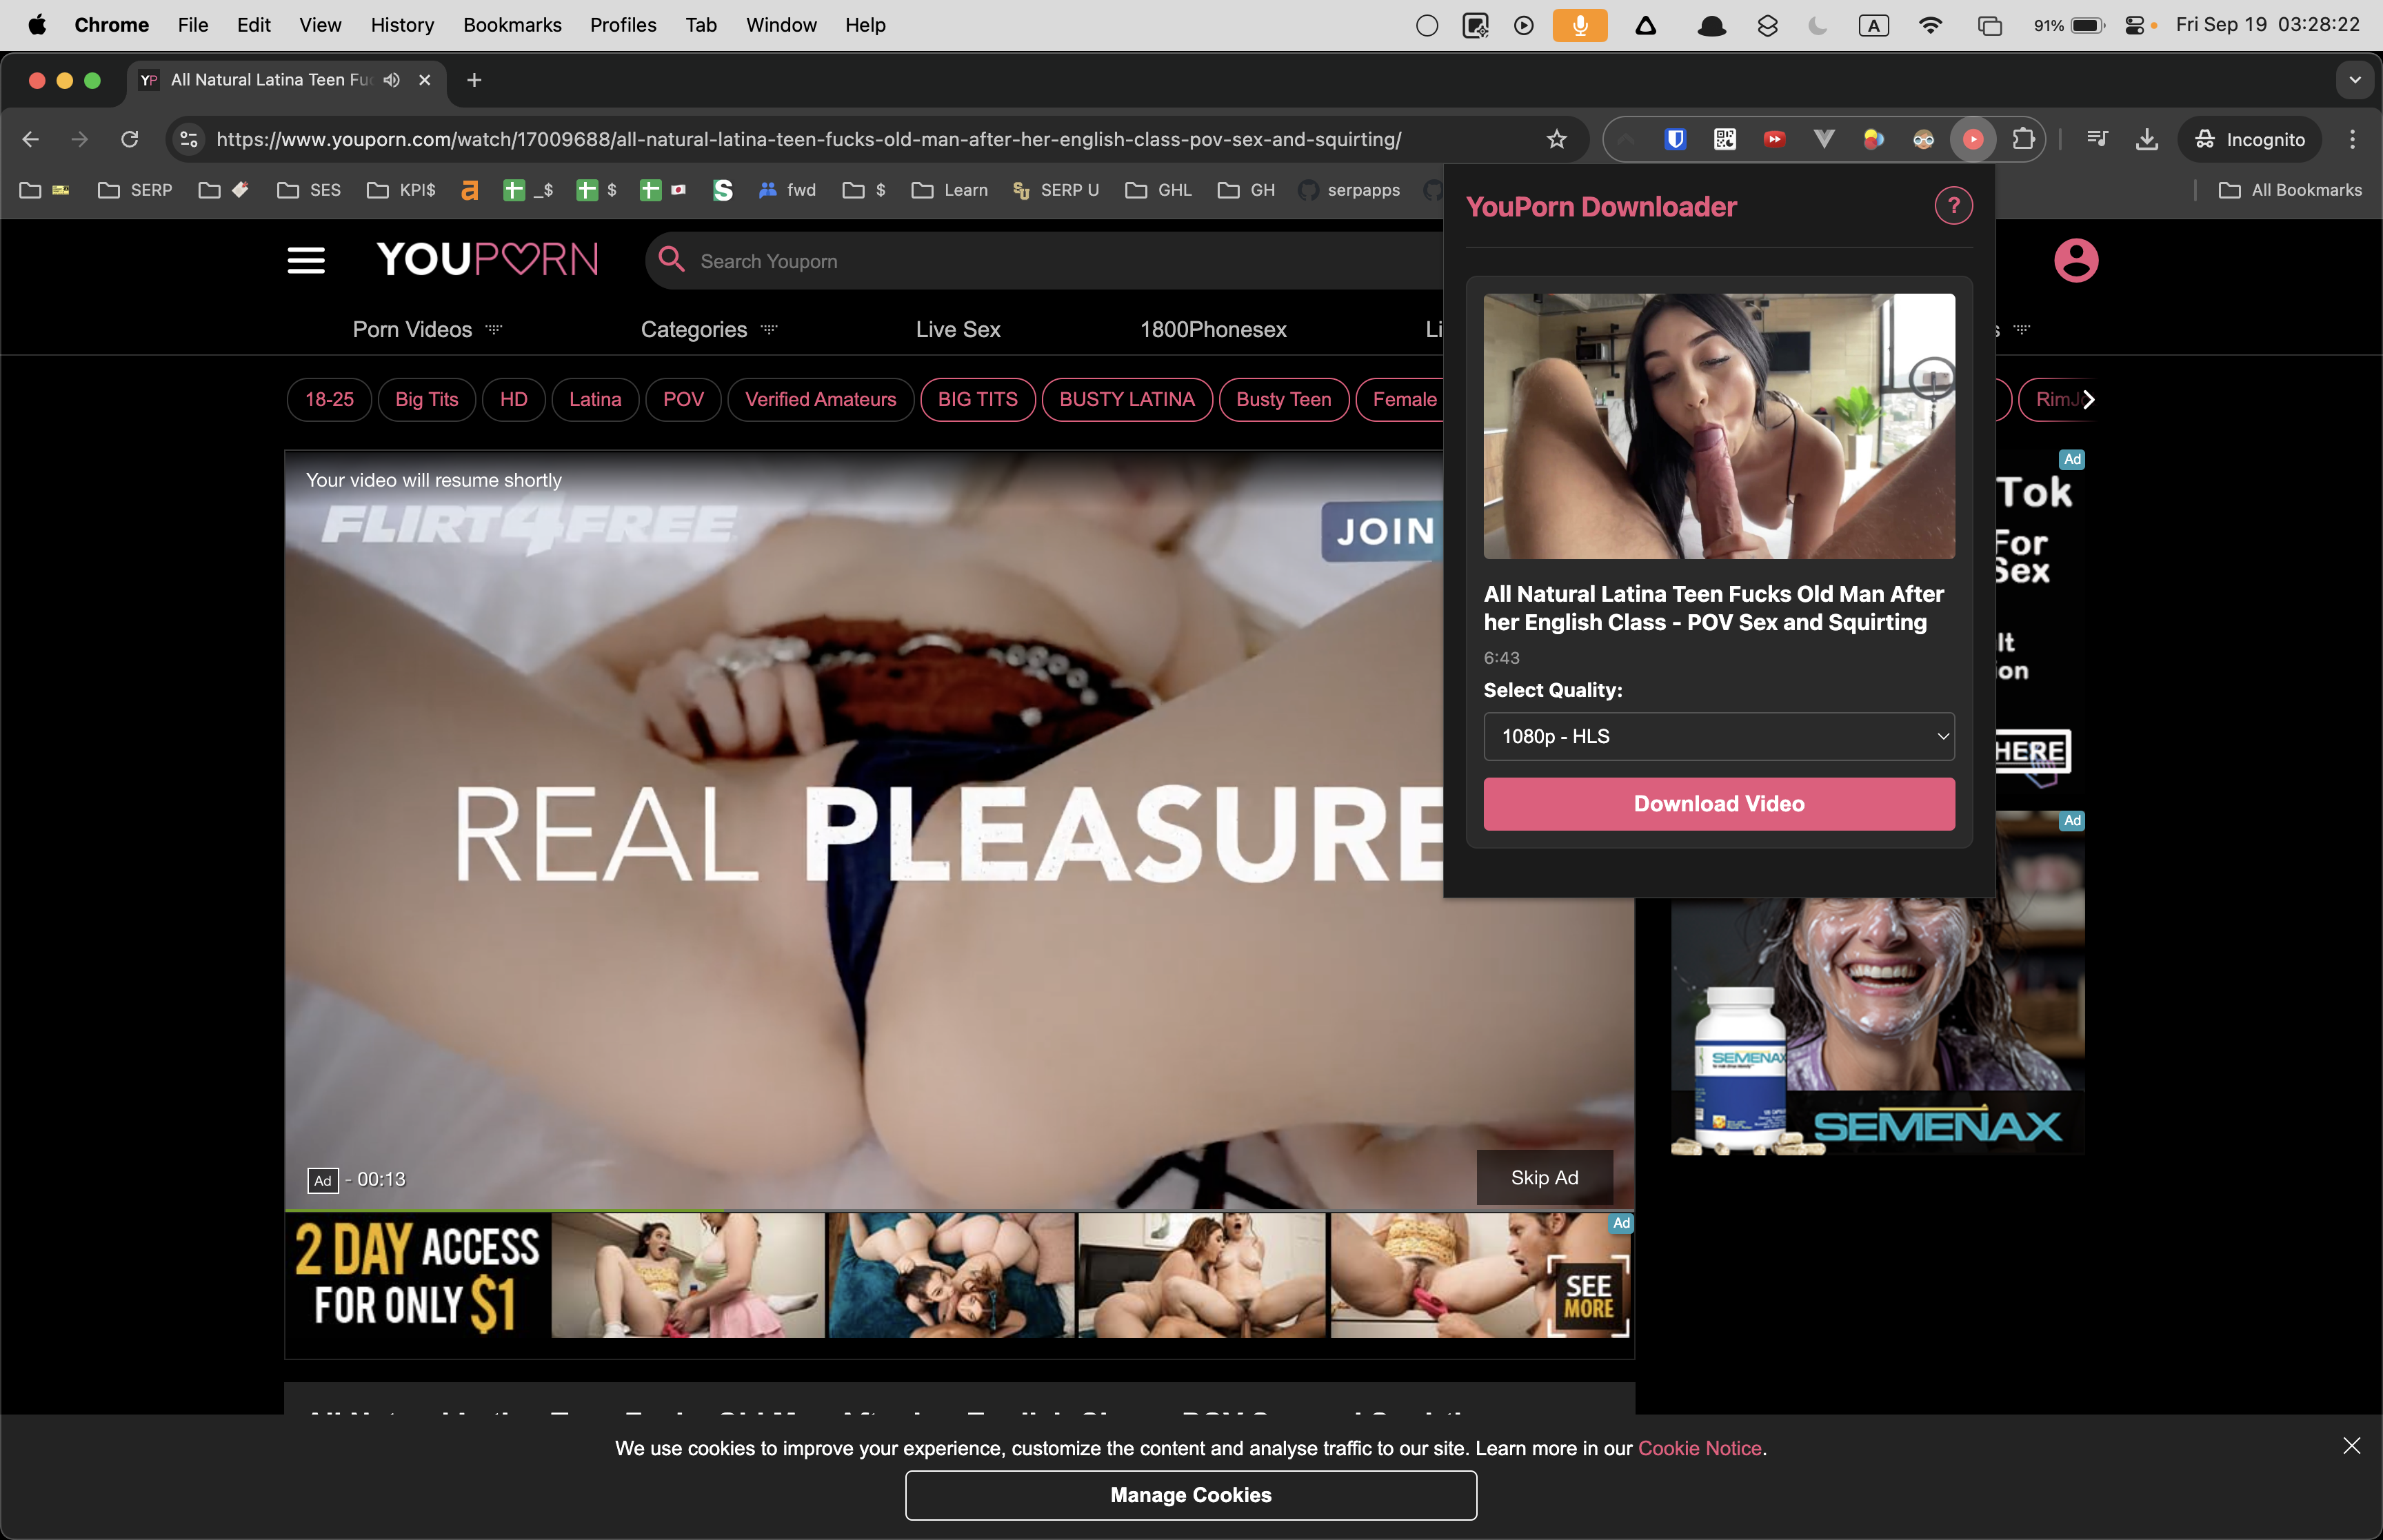 Chrome File Edit View History Bookmarks Profiles Tab Window Help
A 91% Fri Sep 19 03:28:22
YP All Natural Latina Teen Fuc
https://www.youporn.com/watch/17009688/all-natural-latina-teen-fucks-old-man-after-her-english-class-pov-sex-and-squirting/
Incognito
SERP SES KPI$ a _$ $ S fwd $ Learn SU SERP U GHL GH serpapps All Bookmarks
YouPorn Downloader ?
YOUPORN
Search Youporn
Porn Videos Categories Live Sex 1800Phonesex Li s
18-25 Big Tits HD Latina POV Verified Amateurs BIG TITS BUSTY LATINA Busty Teen Female RimJ
Your video will resume shortly
FLIRT4FREE
JOIN
REAL PLEASURE
Ad - 00:13
Skip Ad
All Natural Latina Teen Fucks Old Man After
her English Class - POV Sex and Squirting
6:43
Select Quality:
1080p - HLS
Download Video
Ad
Tok
For
Sex
lt
on
HERE
Ad
SEMENAX
SEMENAX
2 DAY ACCESS
FOR ONLY $1
Ad
SEE
MORE
We use cookies to improve your experience, customize the content and analyse traffic to our site. Learn more in our Cookie Notice.
Manage Cookies